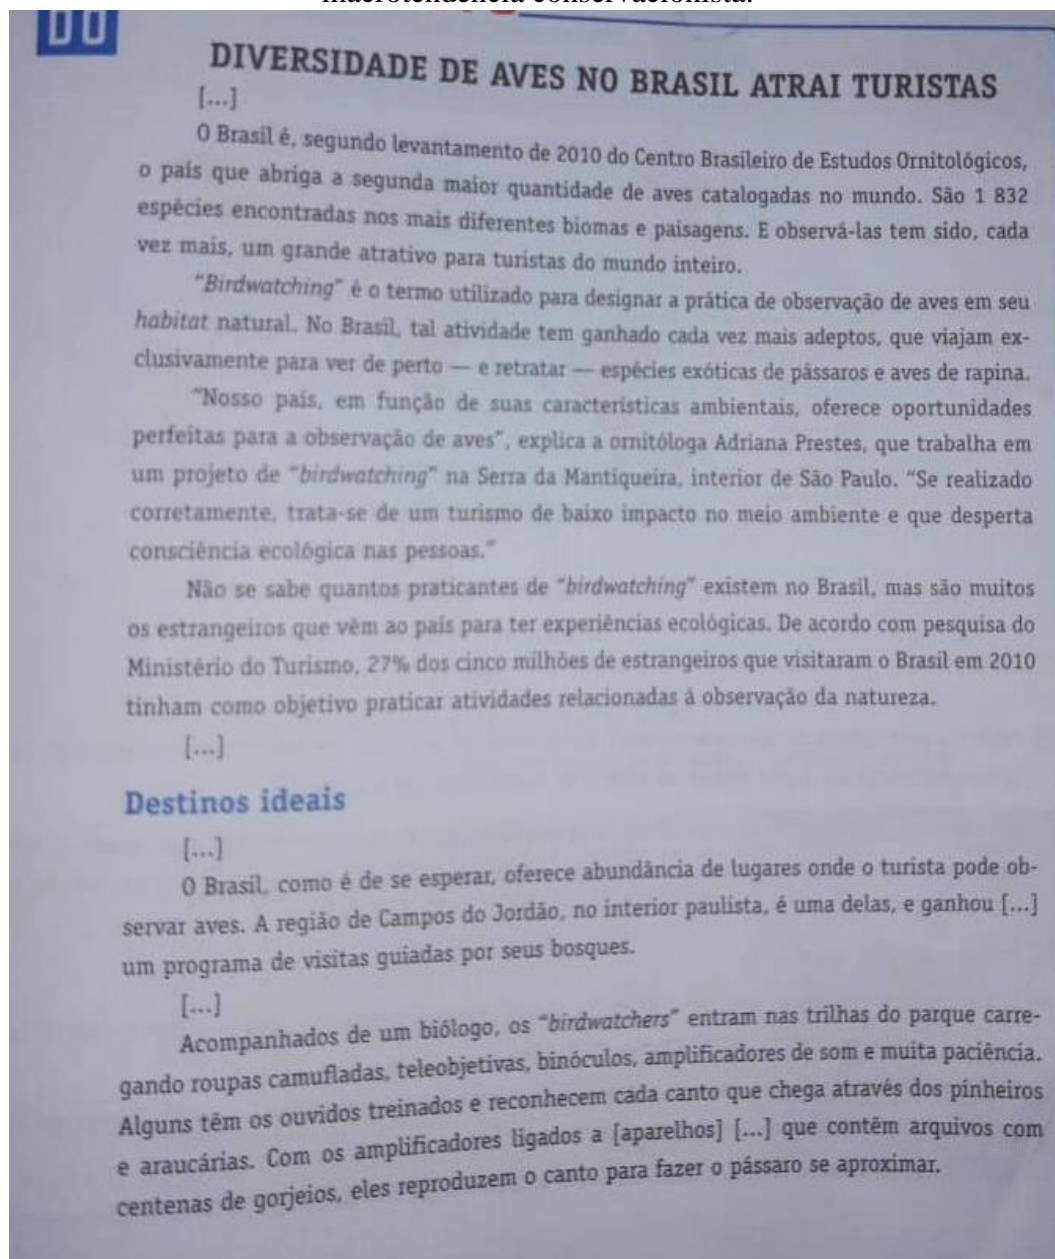 macrotendência conservacionista.
DIVERSIDADE DE AVES NO BRASIL ATRAI TURISTAS
[...]
O Brasil é, segundo levantamento de 2010 do Centro Brasileiro de Estudos Ornitológicos,
o país que abriga a segunda maior quantidade de aves catalogadas no mundo. São 1 832
espécies encontradas nos mais diferentes biomas e paisagens. E observá-las tem sido, cada
vez mais, um grande atrativo para turistas do mundo inteiro.
"Birdwatching" é o termo utilizado para designar a prática de observação de aves em seu
habitat natural. No Brasil, tal atividade tem ganhado cada vez mais adeptos, que viajam ex-
clusivamente para ver de perto — e retratar — espécies exóticas de pássaros e aves de rapina.
"Nosso país, em função de suas características ambientais, oferece oportunidades
perfeitas para a observação de aves", explica a ornitóloga Adriana Prestes, que trabalha em
um projeto de "birdwatching" na Serra da Mantiqueira, interior de São Paulo. "Se realizado
corretamente, trata-se de um turismo de baixo impacto no meio ambiente e que desperta
consciência ecológica nas pessoas."
Não se sabe quantos praticantes de "birdwatching" existem no Brasil, mas são muitos
os estrangeiros que vêm ao país para ter experiências ecológicas. De acordo com pesquisa do
Ministério do Turismo, 27% dos cinco milhões de estrangeiros que visitaram o Brasil em 2010
tinham como objetivo praticar atividades relacionadas à observação da natureza.
[...]
Destinos ideais
[...]
O Brasil, como é de se esperar, oferece abundância de lugares onde o turista pode ob-
servar aves. A região de Campos do Jordão, no interior paulista, é uma delas, e ganhou [...]
um programa de visitas guiadas por seus bosques.
[...]
Acompanhados de um biólogo, os "birdwatchers" entram nas trilhas do parque carre-
gando roupas camufladas, teleobjetivas, binóculos, amplificadores de som e muita paciência.
Alguns têm os ouvidos treinados e reconhecem cada canto que chega através dos pinheiros
e araucárias. Com os amplificadores ligados a [aparelhos] [...] que contêm arquivos com
centenas de gorjeios, eles reproduzem o canto para fazer o pássaro se aproximar.